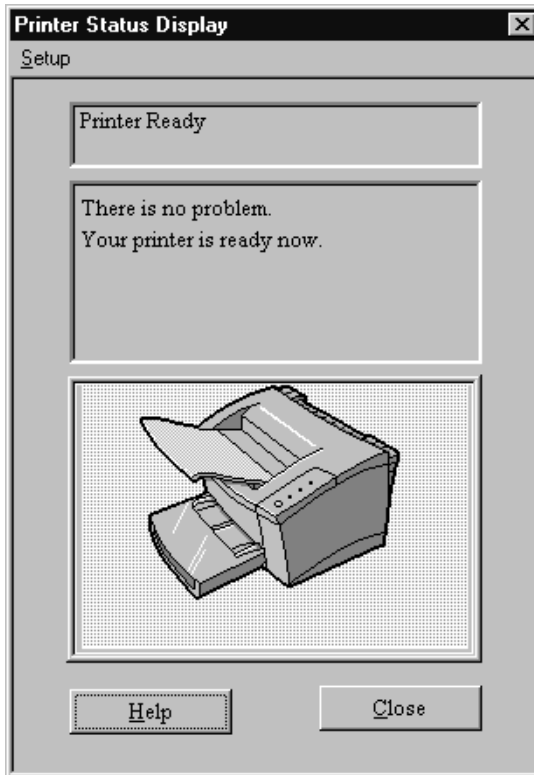 Printer Status Display
Setup
Printer Ready
There is no problem.
Your printer is ready now.
Help
Close